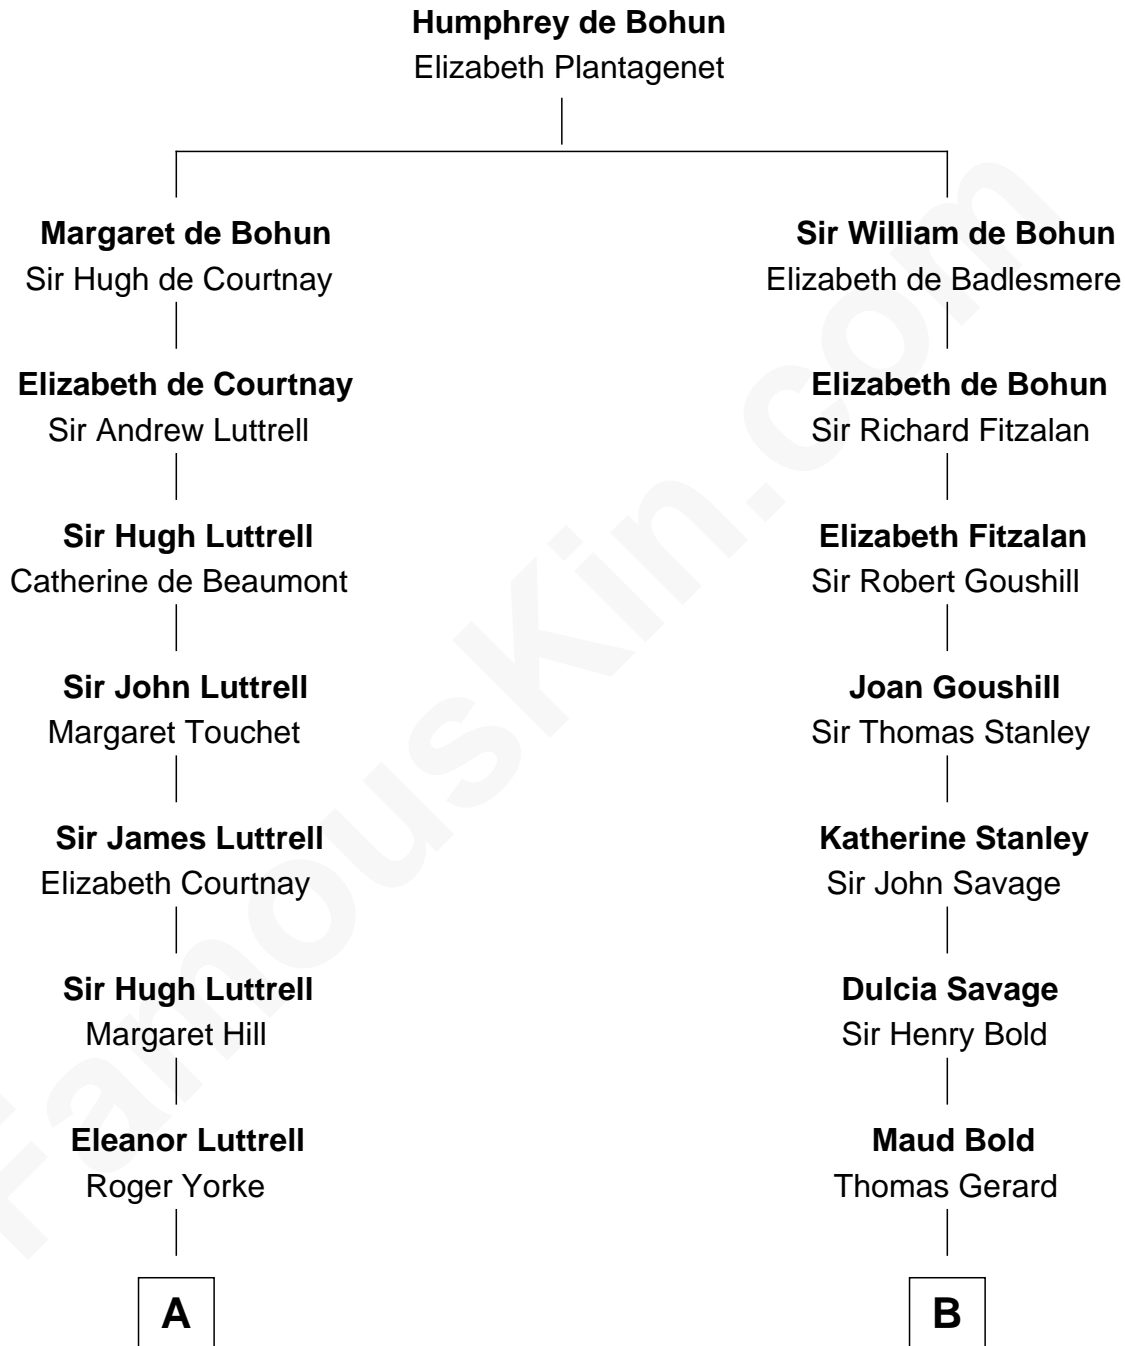 Humphrey de Bohun
Elizabeth Plantagenet
Margaret de Bohun
Sir Hugh de Courtnay
Sir William de Bohun
Elizabeth de Badlesmere
Elizabeth de Courtnay
Sir Andrew Luttrell
Elizabeth de Bohun
Sir Richard Fitzalan
Sir Hugh Luttrell
Catherine de Beaumont
Elizabeth Fitzalan
Sir Robert Goushill
Sir John Luttrell
Margaret Touchet
Joan Goushill
Sir Thomas Stanley
Sir James Luttrell
Elizabeth Courtnay
Katherine Stanley
Sir John Savage
Sir Hugh Luttrell
Margaret Hill
Dulcia Savage
Sir Henry Bold
Eleanor Luttrell
Roger Yorke
Maud Bold
Thomas Gerard
A
B
FamousKin.com